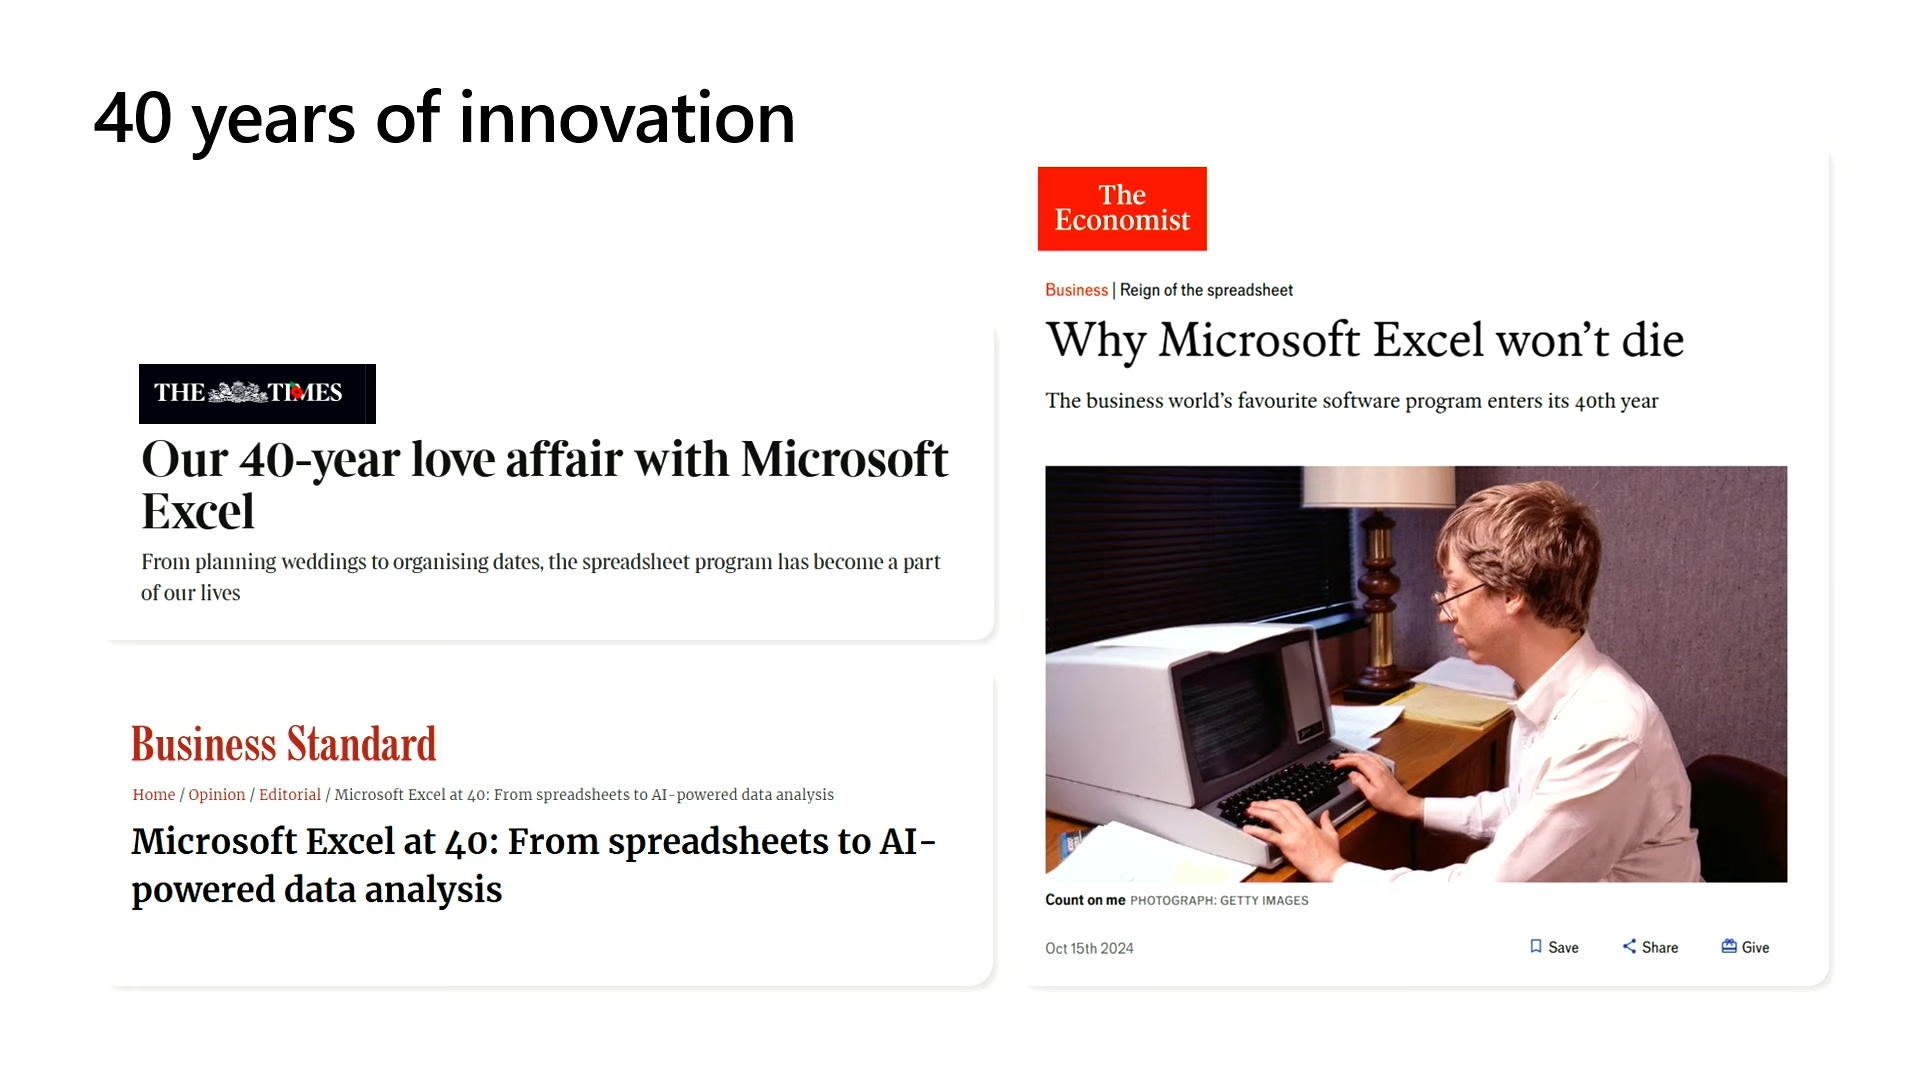 40 years of innovation
THE TIMES
Our 40-year love affair with Microsoft
Excel
From planning weddings to organising dates, the spreadsheet program has become a part
of our lives
Business Standard
Home / Opinion / Editorial / Microsoft Excel at 40: From spreadsheets to AI-powered data analysis
Microsoft Excel at 40: From spreadsheets to AI-
powered data analysis
The
Economist
Business | Reign of the spreadsheet
Why Microsoft Excel won’t die
The business world’s favourite software program enters its 40th year
Count on me PHOTOGRAPH: GETTY IMAGES
Oct 15th 2024
Save
Share
Give